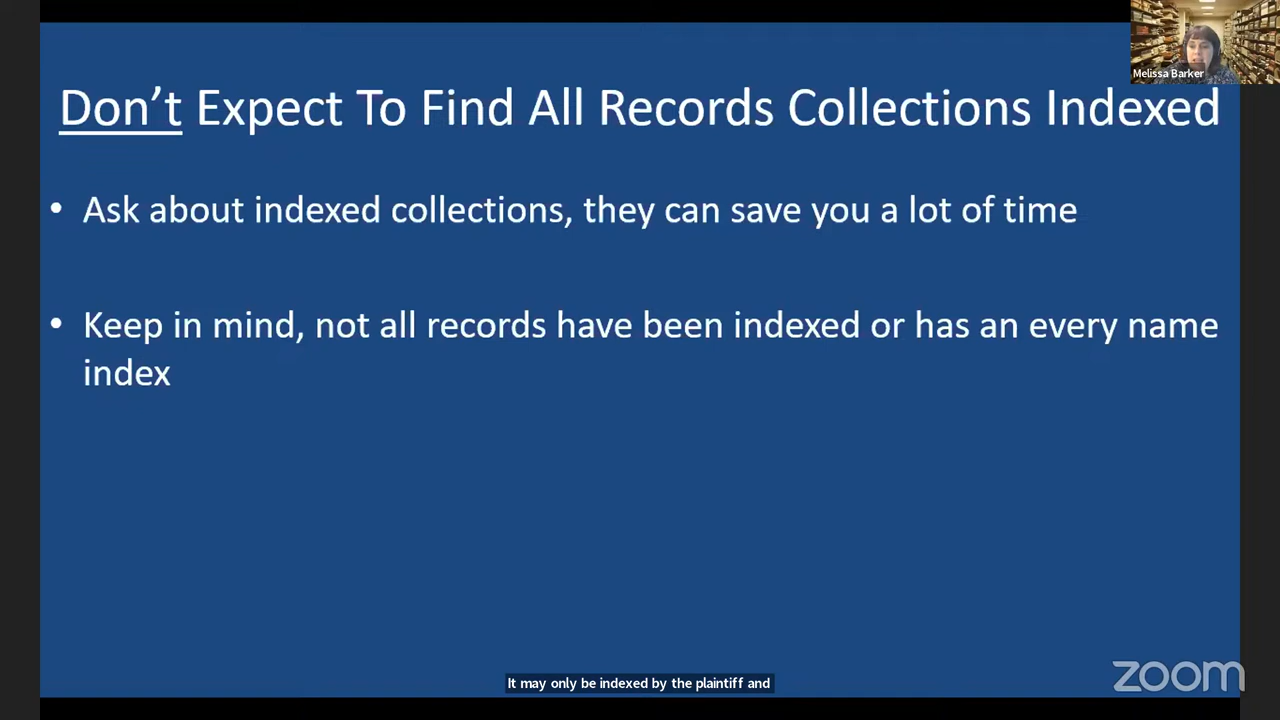 Melissa Barker
Don’t Expect To Find All Records Collections Indexed
• Ask about indexed collections, they can save you a lot of time
• Keep in mind, not all records have been indexed or has an every name
index
It may only be indexed by the plaintiff and
zoom